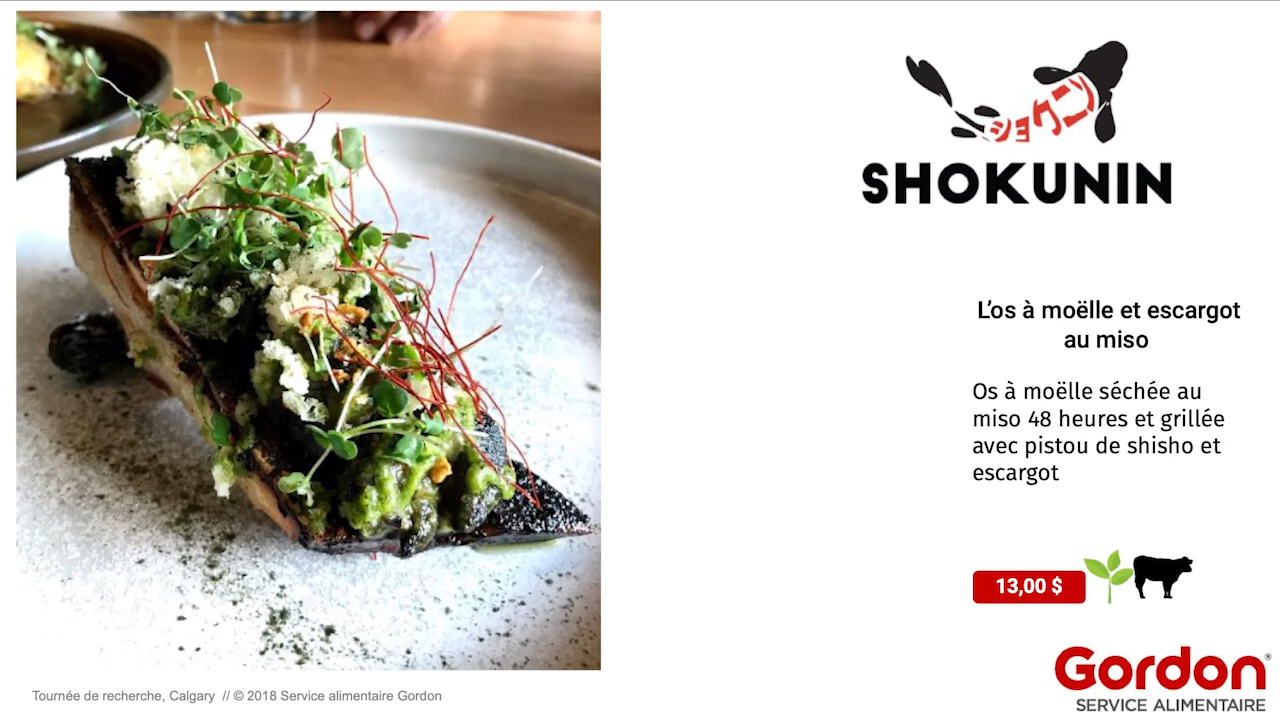 ショクニン
SHOKUNIN
L’os à moëlle et escargot
au miso
Os à moëlle séchée au
miso 48 heures et grillée
avec pistou de shisho et
escargot
13,00 $
Gordon®
SERVICE ALIMENTAIRE
Tournée de recherche, Calgary // © 2018 Service alimentaire Gordon